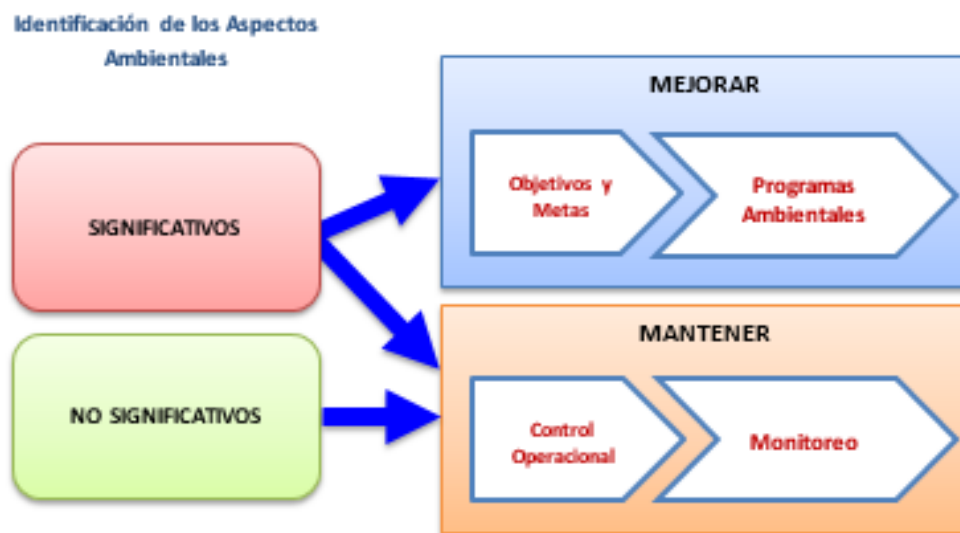 Identificación de los Aspectos
Ambientales
MEJORAR
Objetivos y
Metas
Programas
Ambientales
SIGNIFICATIVOS
MANTENER
NO SIGNIFICATIVOS
Control
Operacional
Monitoreo